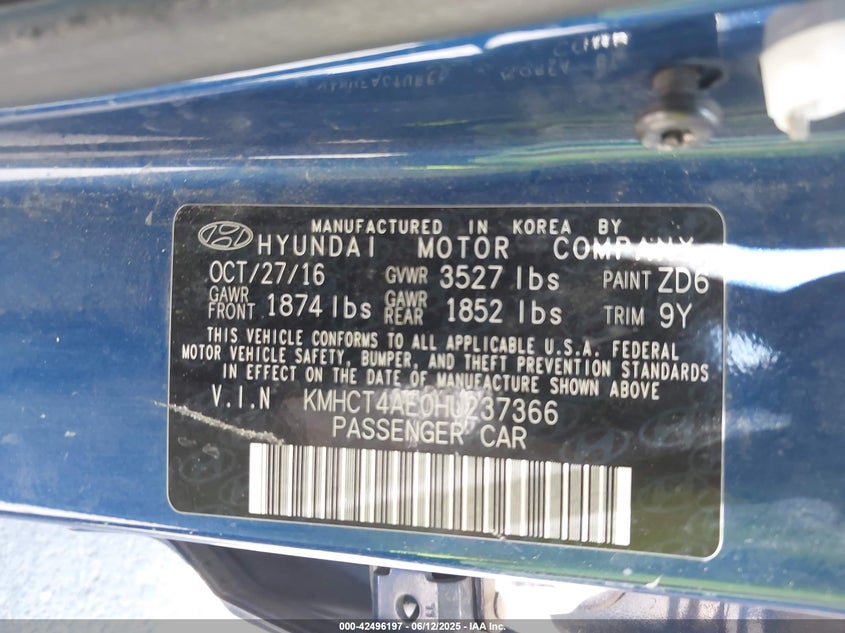 MANUFACTURED IN KOREA BY
HYUNDAI MOTOR COMPANY
OCT/27/16 GVWR 3527 lbs PAINT ZD6
GAWR FRONT 1874 lbs GAWR REAR 1852 lbs TRIM 9Y
THIS VEHICLE CONFORMS TO ALL APPLICABLE U.S.A. FEDERAL
MOTOR VEHICLE SAFETY, BUMPER, AND THEFT PREVENTION STANDARDS
IN EFFECT ON THE DATE OF MANUFACTURE SHOWN ABOVE
V.I.N KMHCT4AE0HU237366
PASSENGER CAR
000-42496197 - 06/12/2025 - IAA Inc.